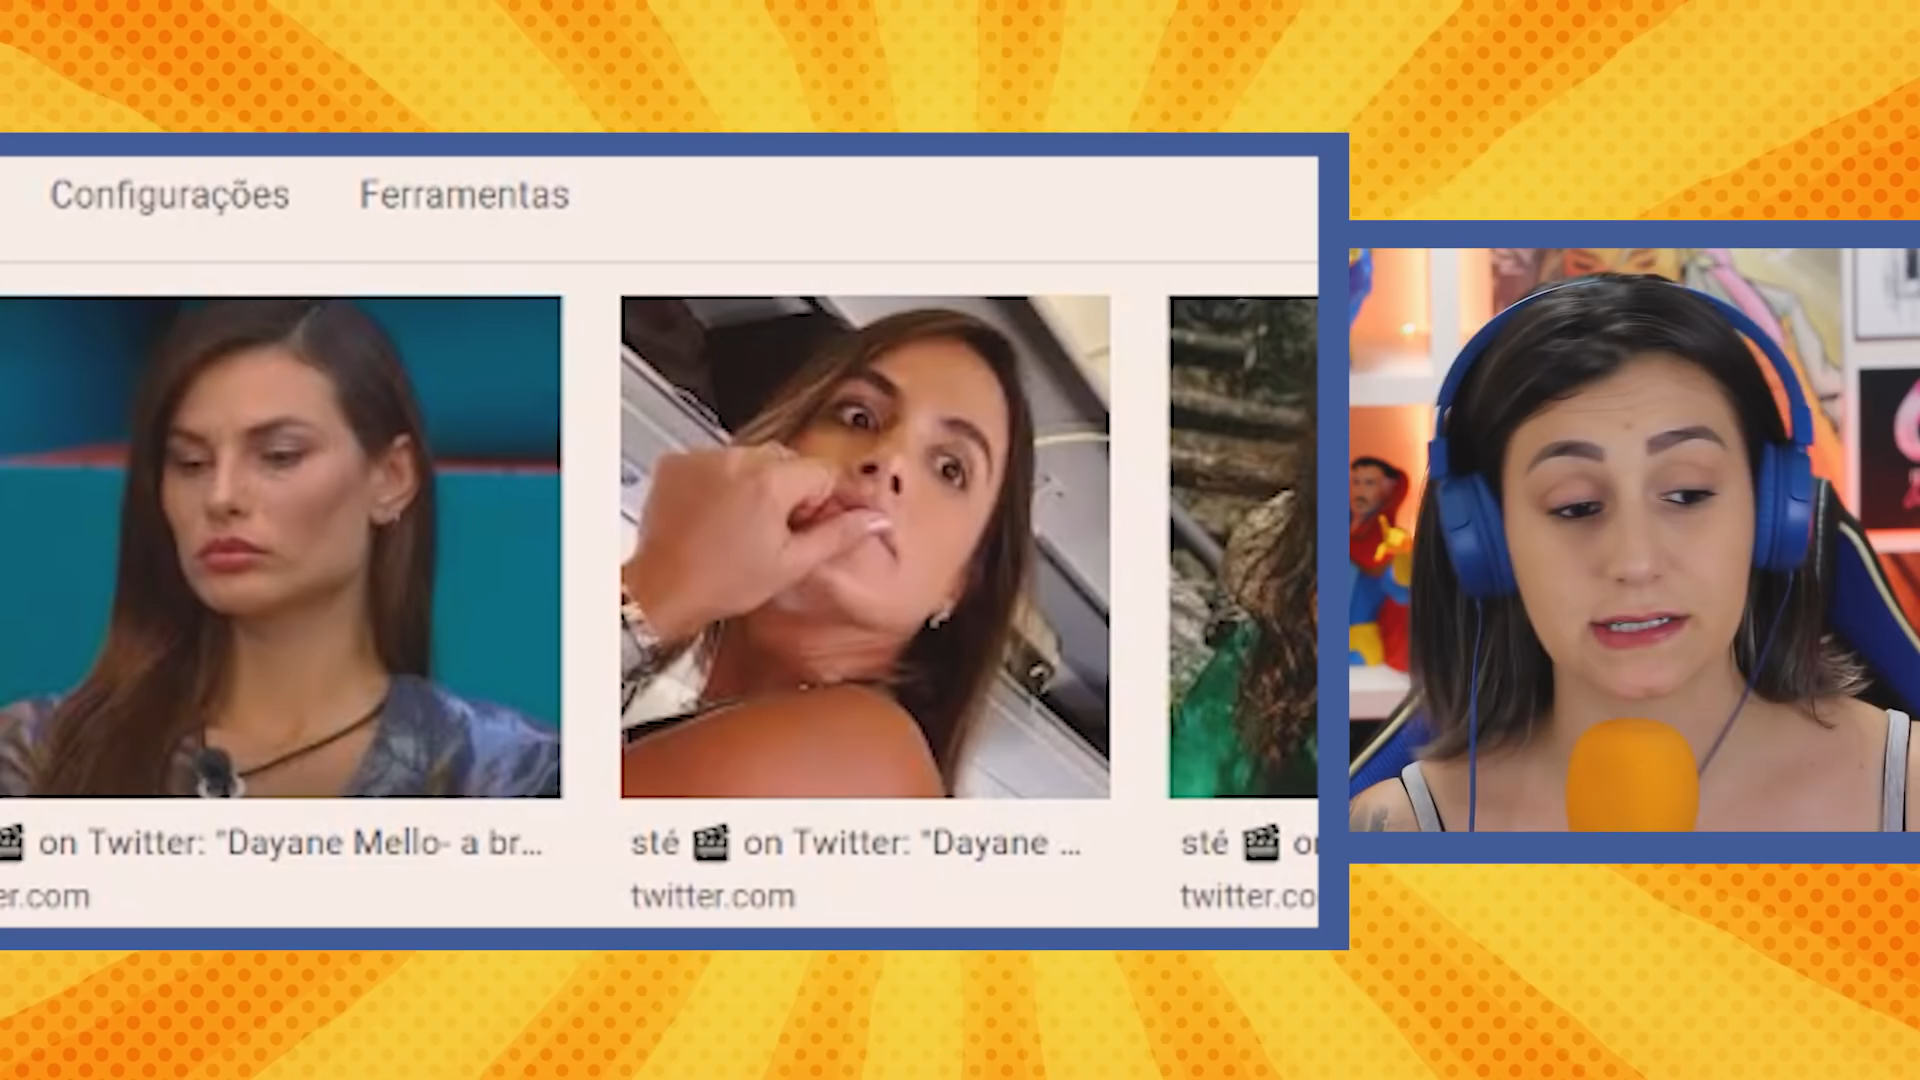 Configurações Ferramentas
on Twitter: "Dayane Mello- a br...
er.com
sté 🎬 on Twitter: "Dayane ...
twitter.com
sté 🎬 o
twitter.co